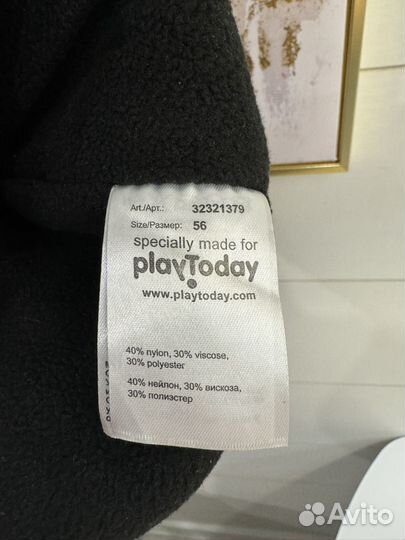 Art./Арт.: 32321379
Size/Размер: 56
specially made for
playToday
www.playtoday.com
40% nylon, 30% viscose,
30% polyester
40% нейлон, 30% вискоза,
30% полиэстер
Avito